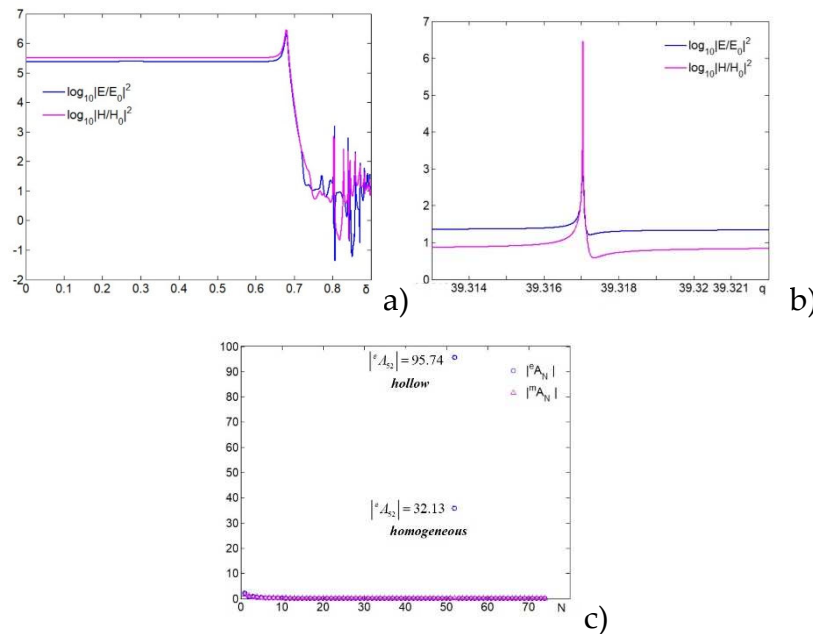 7
6
5
4
3
2
1
0
-1
-2
log₁₀|E/E₀|²
log₁₀|H/H₀|²
0 0.1 0.2 0.3 0.4 0.5 0.6 0.7 0.8 δ 0.9
a)
7
6
5
4
3
2
1
0
log₁₀|E/E₀|²
log₁₀|H/H₀|²
39.314 39.316 39.318 39.32 39.321 q
b)
100
90
80
70
60
50
40
30
20
10
0
|ᵉA₅₂| = 95.74
hollow
|ᵉA_N|
|ᵐA_N|
|ᵉA₅₂| = 32.13
homogeneous
0 10 20 30 40 50 60 70 N
c)